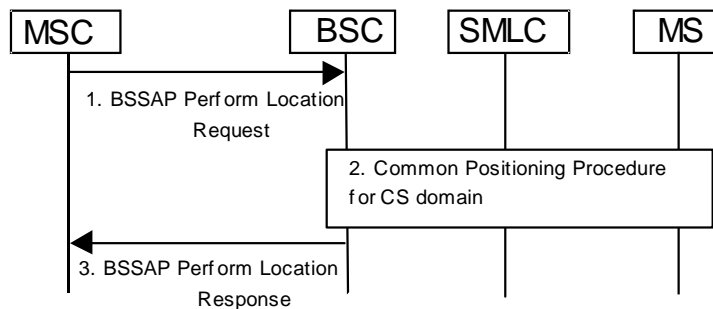 MSC
BSC
SMLC
MS
1. BSSAP Perform Location
Request
2. Common Positioning Procedure
for CS domain
3. BSSAP Perform Location
Response